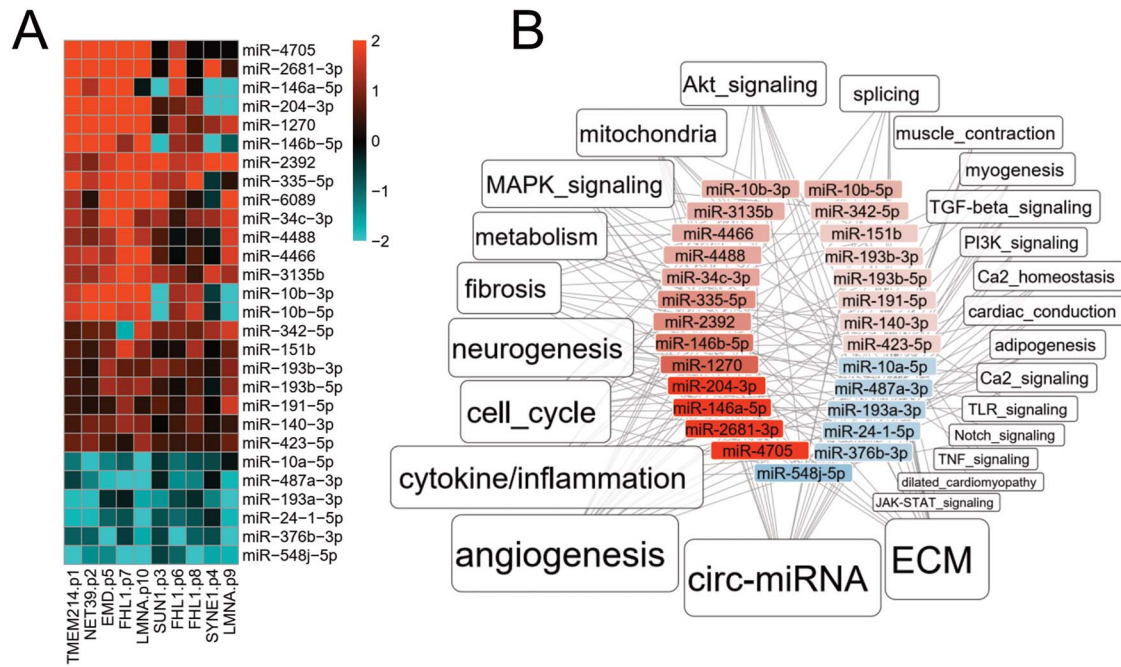 A
2
1
0
−1
−2
miR−4705
miR−2681−3p
miR−146a−5p
miR−204−3p
miR−1270
miR−146b−5p
miR−2392
miR−335−5p
miR−6089
miR−34c−3p
miR−4488
miR−4466
miR−3135b
miR−10b−3p
miR−10b−5p
miR−342−5p
miR−151b
miR−193b−3p
miR−193b−5p
miR−191−5p
miR−140−3p
miR−423−5p
miR−10a−5p
miR−487a−3p
miR−193a−3p
miR−24−1−5p
miR−376b−3p
miR−548j−5p
TMEM214.p1
NET39.p2
EMD.p5
FHL1.p7
LMNA.p10
SUN1.p3
FHL1.p6
FHL1.p8
SYNE1.p4
LMNA.p9
B
Akt_signaling
splicing
mitochondria
muscle_contraction
myogenesis
MAPK_signaling
TGF-beta_signaling
metabolism
PI3K_signaling
Ca2_homeostasis
fibrosis
cardiac_conduction
neurogenesis
adipogenesis
Ca2_signaling
cell_cycle
TLR_signaling
Notch_signaling
cytokine/inflammation
TNF_signaling
dilated_cardiomyopathy
JAK-STAT_signaling
angiogenesis
circ-miRNA
ECM
miR-10b-3p
miR-3135b
miR-4466
miR-4488
miR-34c-3p
miR-335-5p
miR-2392
miR-146b-5p
miR-1270
miR-204-3p
miR-146a-5p
miR-2681-3p
miR-4705
miR-548j-5p
miR-10b-5p
miR-342-5p
miR-151b
miR-193b-3p
miR-193b-5p
miR-191-5p
miR-140-3p
miR-423-5p
miR-10a-5p
miR-487a-3p
miR-193a-3p
miR-24-1-5p
miR-376b-3p